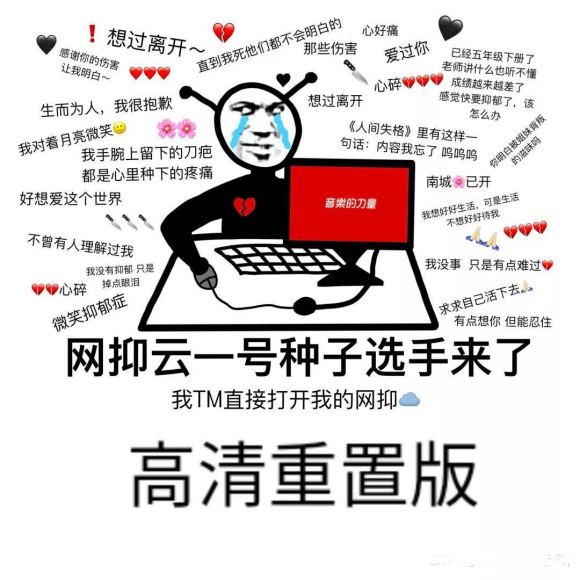 ❗想过离开～💔
🖤
感谢你的伤害
让我明白～
💔💔💔
直到我死他们都不会明白的
那些伤害
心好痛
🖤
爱过你
🔪
心碎💔💔💔
已经五年级下册了
老师讲什么也听不懂
成绩越来越差了
感觉快要抑郁了，该
怎么办
生而为人，我很抱歉
🌸🌸
想过离开
我对着月亮微笑🙂
我手腕上留下的刀疤
都是心里种下的疼痛
《人间失格》里有这样一
句话：内容我忘了 呜呜呜
你明白被姐妹背叛
的滋味吗
好想爱这个世界
🔪🔪🔪
音樂的力量
南城🌸已开
我想好好生活，可是生活
不想好好待我
🙏🏻🙏🏻 💔💔💔
不曾有人理解过我
我没有抑郁 只是
掉点眼泪
我没事 只是有点难过💔
💔💔心碎
微笑抑郁症
求求自己活下去🙏🏻
有点想你 但能忍住
网抑云一号种子选手来了
我TM直接打开我的网抑☁️
高清重置版